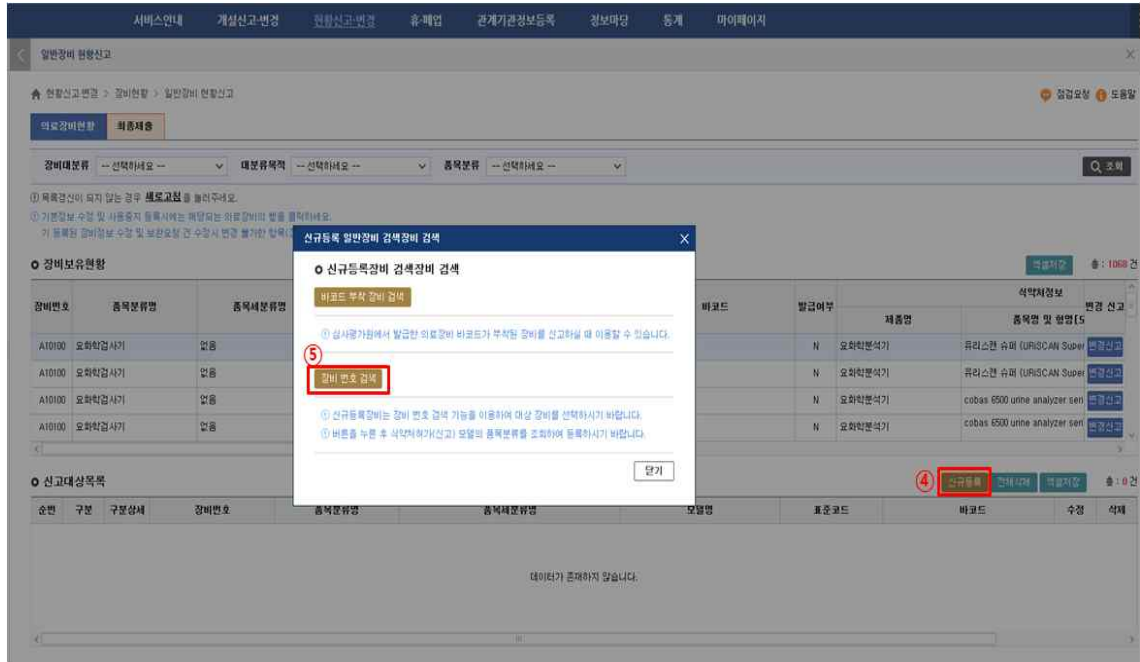 서비스안내 개설신고·변경 현황신고·변경 휴·폐업 관계기관정보등록 정보마당 통계 마이페이지
일반장비 현황신고
현황신고·변경 > 장비현황 > 일반장비 현황신고 점검요청 도움말
의료장비현황 최종제출
장비대분류 -- 선택하세요 -- 대분류목적 -- 선택하세요 -- 품목분류 -- 선택하세요 -- 조회
목록갱신이 되지 않는 경우 새로고침 을 눌러주세요.
기본정보 수정 및 사용중지 등록시에는 해당되는 의료장비의 행을 클릭하세요.
기 등록된 장비정보 수정 및 보완요청 건 수정시 변경 불가한 항목
신규등록 일반장비 검색장비 검색
신규등록장비 검색장비 검색
바코드 부착 장비 검색
심사평가원에서 발급한 의료장비 바코드가 부착된 장비를 신고하실 때 이용할 수 있습니다.
⑤
장비 번호 검색
신규등록장비는 장비 번호 검색 기능을 이용하여 대상 장비를 선택하시기 바랍니다.
버튼을 누른 후 식약처허가(신고) 모델의 품목분류를 조회하여 등록하시기 바랍니다.
닫기
장비보유현황 엑셀저장 총 : 1068 건
장비번호 품목분류명 품목세분류명 바코드 발급여부 식약처정보 변경 신고
제품명 품목명 및 형명(S
A10100 요화학검사기 없음 N 요화학분석기 유리스캔 슈퍼 (URiSCAN Super 변경신고
A10100 요화학검사기 없음 N 요화학분석기 유리스캔 슈퍼 (URiSCAN Super 변경신고
A10100 요화학검사기 없음 N 요화학분석기 cobas 6500 urine analyzer seri 변경신고
A10100 요화학검사기 없음 N 요화학분석기 cobas 6500 urine analyzer seri 변경신고
신고대상목록 ④ 신규등록 전체삭제 엑셀저장 총 : 0 건
순번 구분 구분상세 장비번호 품목분류명 품목세분류명 모델명 표준코드 바코드 수정 삭제
데이터가 존재하지 않습니다.